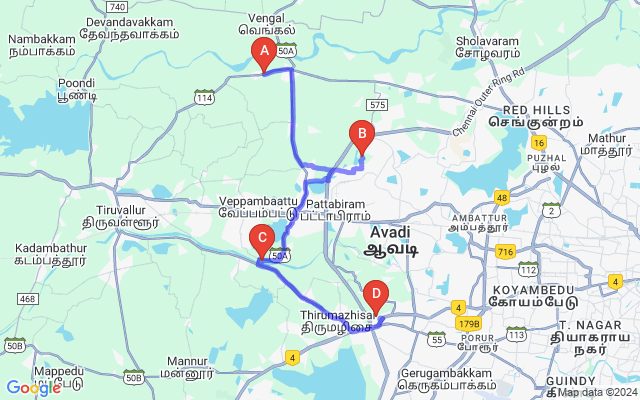 740
Devandavakkam
தேவந்தவாக்கம்
Vengal
வெங்கல்
Nambakkam
நம்பாக்கம்
A
50A
Sholavaram
சோழவரம்
Poondi
பூண்டி
114
575
Chennai Outer Ring Rd
RED HILLS
செங்குன்றம்
B
16
Mathur
மாத்தூர்
PUZHAL
புழல்
Veppambaattu
வேப்பம்பட்டு
Pattabiram
பட்டாபிராம்
48
2
Tiruvallur
திருவள்ளூர்
AMBATTUR
அம்பத்தூர்
Avadi
ஆவடி
C
50A
716
Kadambathur
கடம்பத்தூர்
112
KOYAMBEDU
கோயம்பேடு
50B
468
D
Thirumazhisai
திருமழிசை
4
4
179B
T. NAGAR
தியாகராய
நகர்
55
PORUR
போரூர்
4
50B
Mappedu
மப்பேடு
Mannur
மன்னூர்
Gerugambakkam
கெருகம்பாக்கம்
GUINDY
Google
Map data ©2024